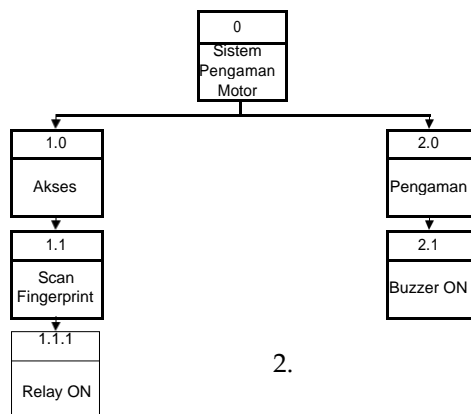 0
Sistem
Pengaman
Motor
1.0
Akses
2.0
Pengaman
1.1
Scan
Fingerprint
2.1
Buzzer ON
1.1.1
Relay ON
2.